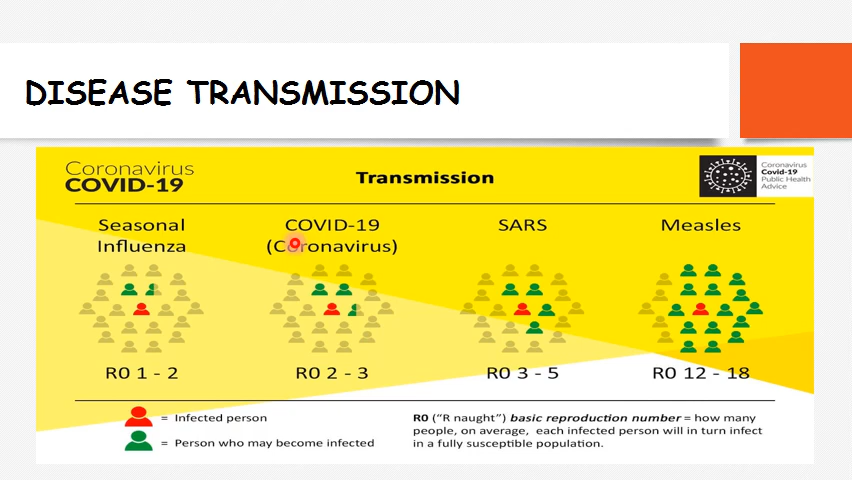 DISEASE TRANSMISSION
Coronavirus
COVID-19
Transmission
Coronavirus
Covid-19
Public Health
Advice
Seasonal
Influenza
COVID-19
(Coronavirus)
SARS
Measles
R0 1 - 2
R0 2 - 3
R0 3 - 5
R0 12 - 18
= Infected person
= Person who may become infected
R0 (“R naught”) basic reproduction number = how many
people, on average, each infected person will in turn infect
in a fully susceptible population.